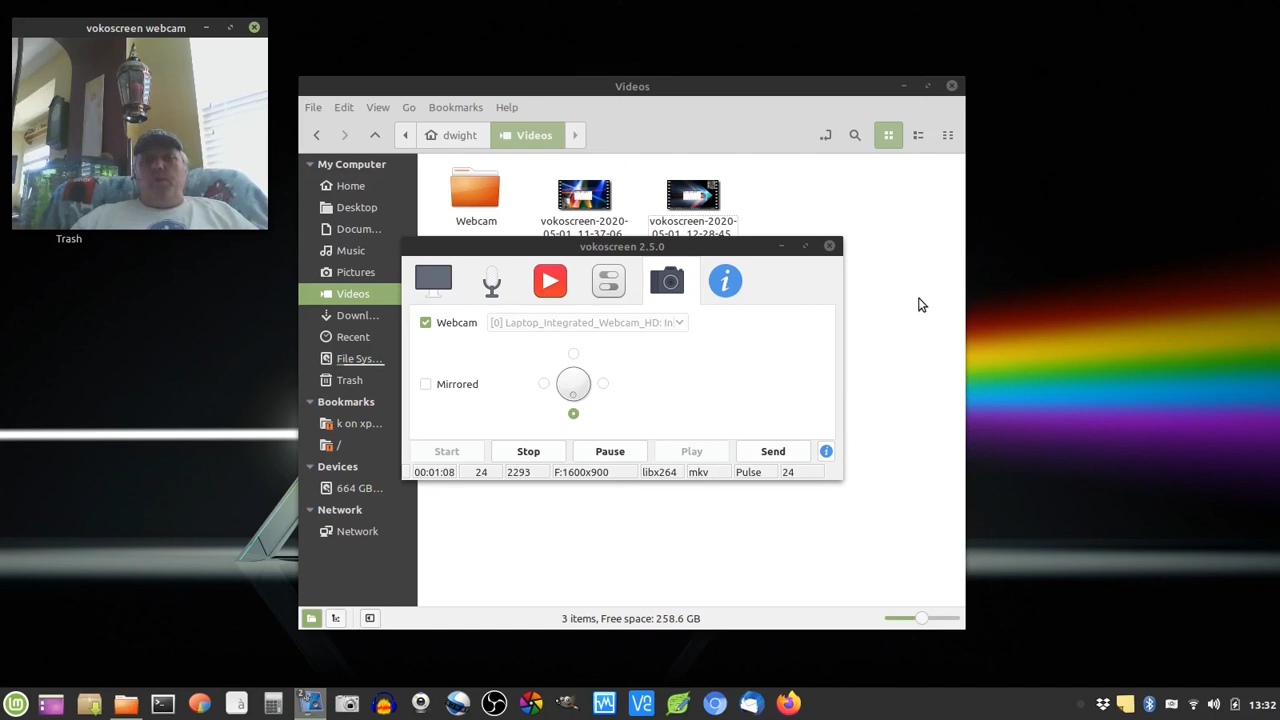 vokoscreen webcam
Trash
Videos
File Edit View Go Bookmarks Help
dwight Videos
My Computer
Home
Desktop
Docum...
Music
Pictures
Videos
Downl...
Recent
File Sys...
Trash
Bookmarks
k on xp...
/
Devices
664 GB...
Network
Network
Webcam
vokoscreen-2020-
05-01_11-37-06.
vokoscreen-2020-
05-01_12-28-45.
vokoscreen 2.5.0
Webcam [0] Laptop_Integrated_Webcam_HD: In
Mirrored
Start Stop Pause Play Send
00:01:08 24 2293 F:1600x900 libx264 mkv Pulse 24
3 items, Free space: 258.6 GB
13:32